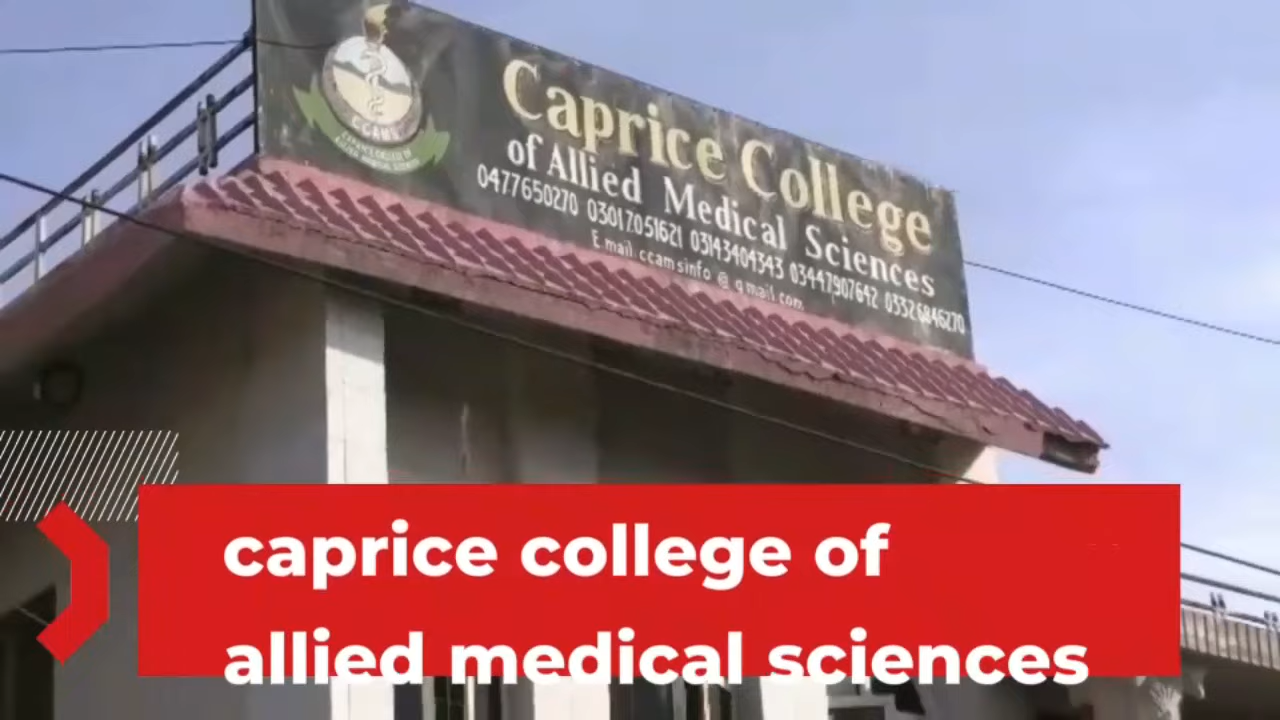 Caprice College
of Allied Medical Sciences
0477650270 03017051621 03143404343 03447907642 03326846270
E mail ccamsinfo @ gmail.com
CCAMS
caprice college of
allied medical sciences